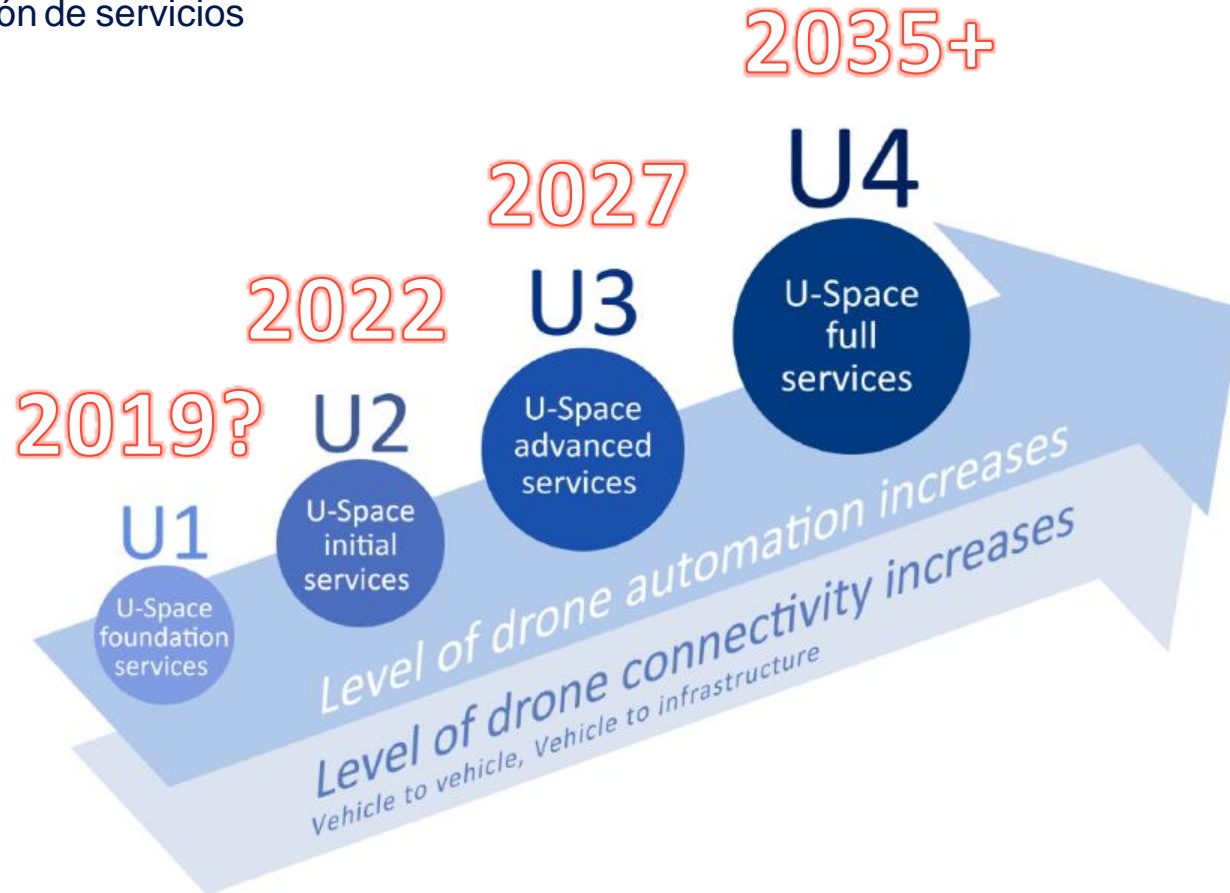 ón de servicios
2035+
U4
U-Space
full
services
2027
U3
U-Space
advanced
services
2022
U2
U-Space
initial
services
2019?
U1
U-Space
foundation
services
Level of drone automation increases
Level of drone connectivity increases
Vehicle to vehicle, Vehicle to infrastructure